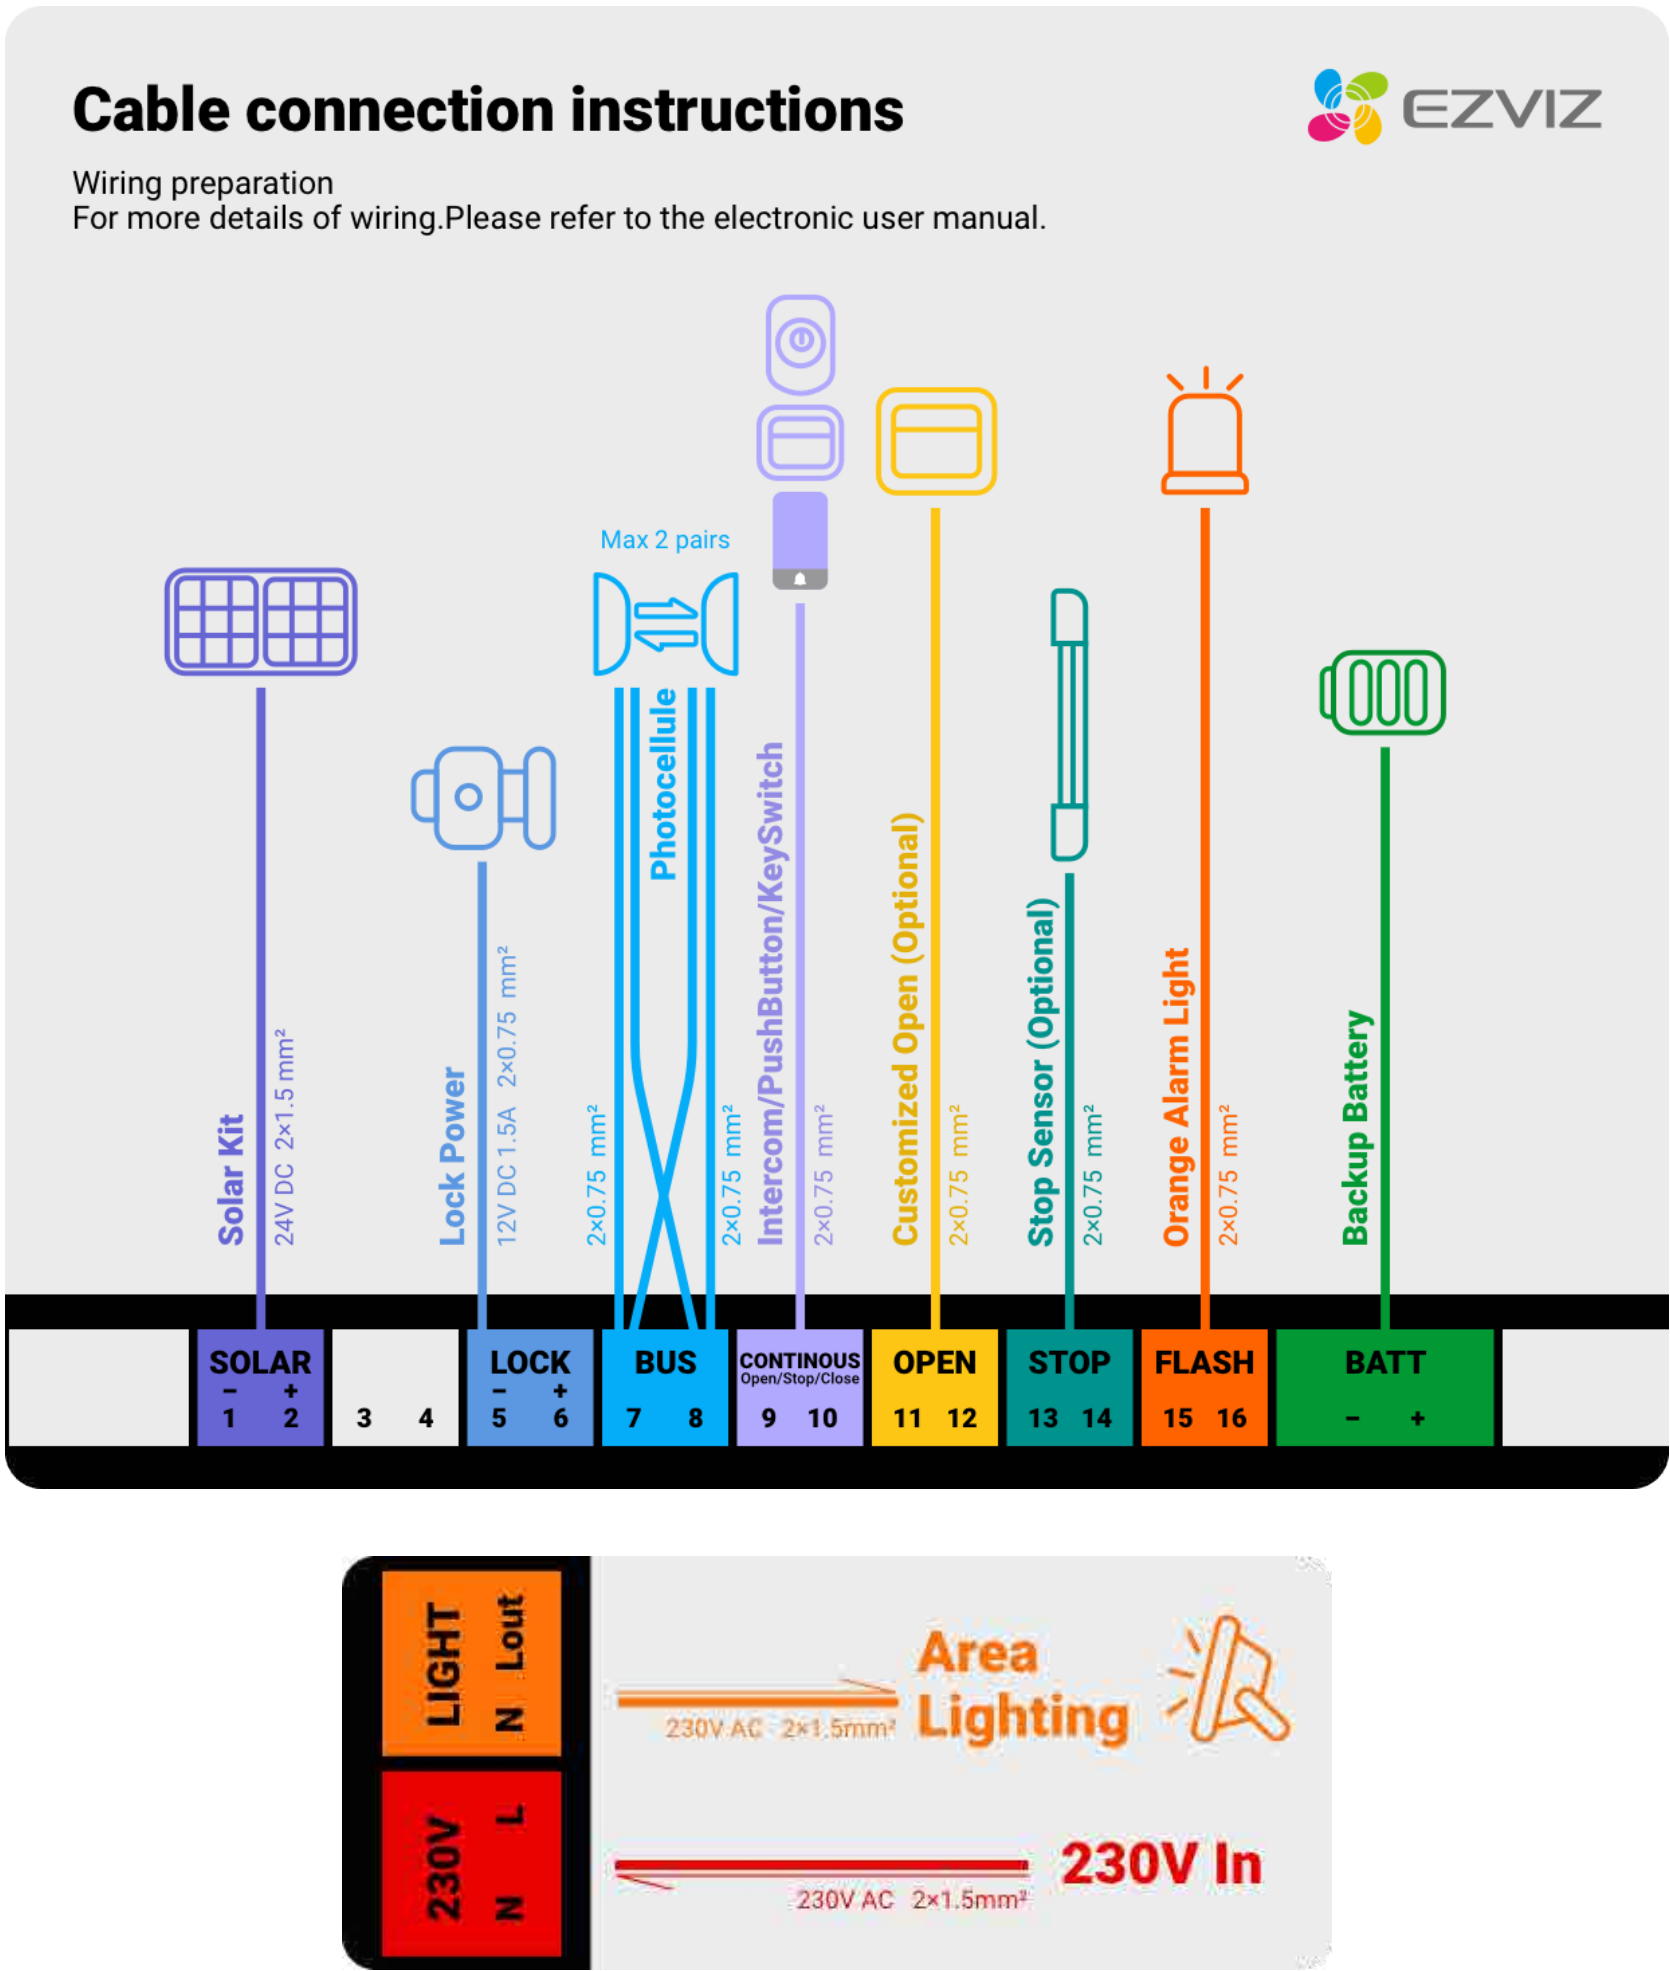 Cable connection instructions
EZVIZ
Wiring preparation
For more details of wiring.Please refer to the electronic user manual.
Max 2 pairs
Solar Kit
24V DC 2×1.5 mm²
Lock Power
12V DC 1.5A 2×0.75 mm²
2×0.75 mm²
Photocellule
2×0.75 mm²
Intercom/PushButton/KeySwitch
2×0.75 mm²
Customized Open (Optional)
2×0.75 mm²
Stop Sensor (Optional)
2×0.75 mm²
Orange Alarm Light
2×0.75 mm²
Backup Battery
SOLAR
− +
1 2
3 4
LOCK
− +
5 6
BUS
7 8
CONTINOUS
Open/Stop/Close
9 10
OPEN
11 12
STOP
13 14
FLASH
15 16
BATT
− +
LIGHT
N Lout
Area
Lighting
230V AC 2×1.5mm²
230V
N L
230V In
230V AC 2×1.5mm²